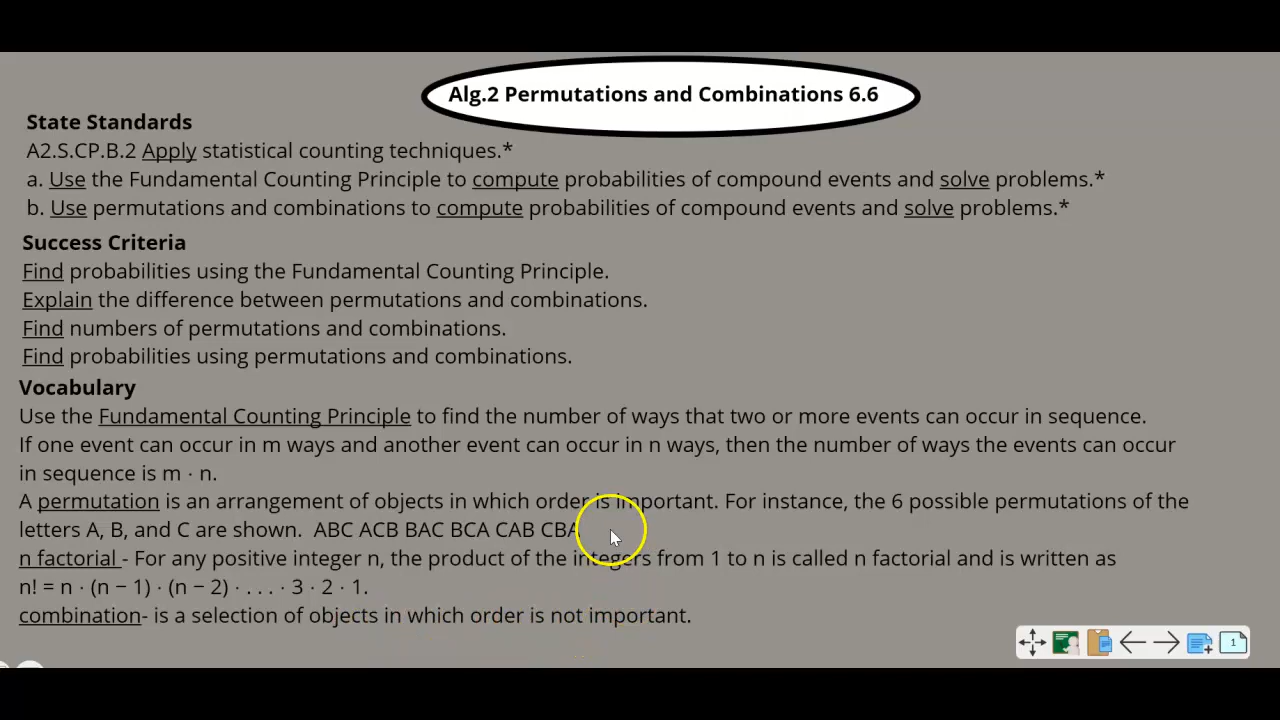 Alg.2 Permutations and Combinations 6.6
State Standards
A2.S.CP.B.2 Apply statistical counting techniques.*
a. Use the Fundamental Counting Principle to compute probabilities of compound events and solve problems.*
b. Use permutations and combinations to compute probabilities of compound events and solve problems.*
Success Criteria
Find probabilities using the Fundamental Counting Principle.
Explain the difference between permutations and combinations.
Find numbers of permutations and combinations.
Find probabilities using permutations and combinations.
Vocabulary
Use the Fundamental Counting Principle to find the number of ways that two or more events can occur in sequence.
If one event can occur in m ways and another event can occur in n ways, then the number of ways the events can occur
in sequence is m · n.
A permutation is an arrangement of objects in which order is important. For instance, the 6 possible permutations of the
letters A, B, and C are shown. ABC ACB BAC BCA CAB CBA
n factorial - For any positive integer n, the product of the integers from 1 to n is called n factorial and is written as
n! = n · (n − 1) · (n − 2) · . . . · 3 · 2 · 1.
combination- is a selection of objects in which order is not important.
1